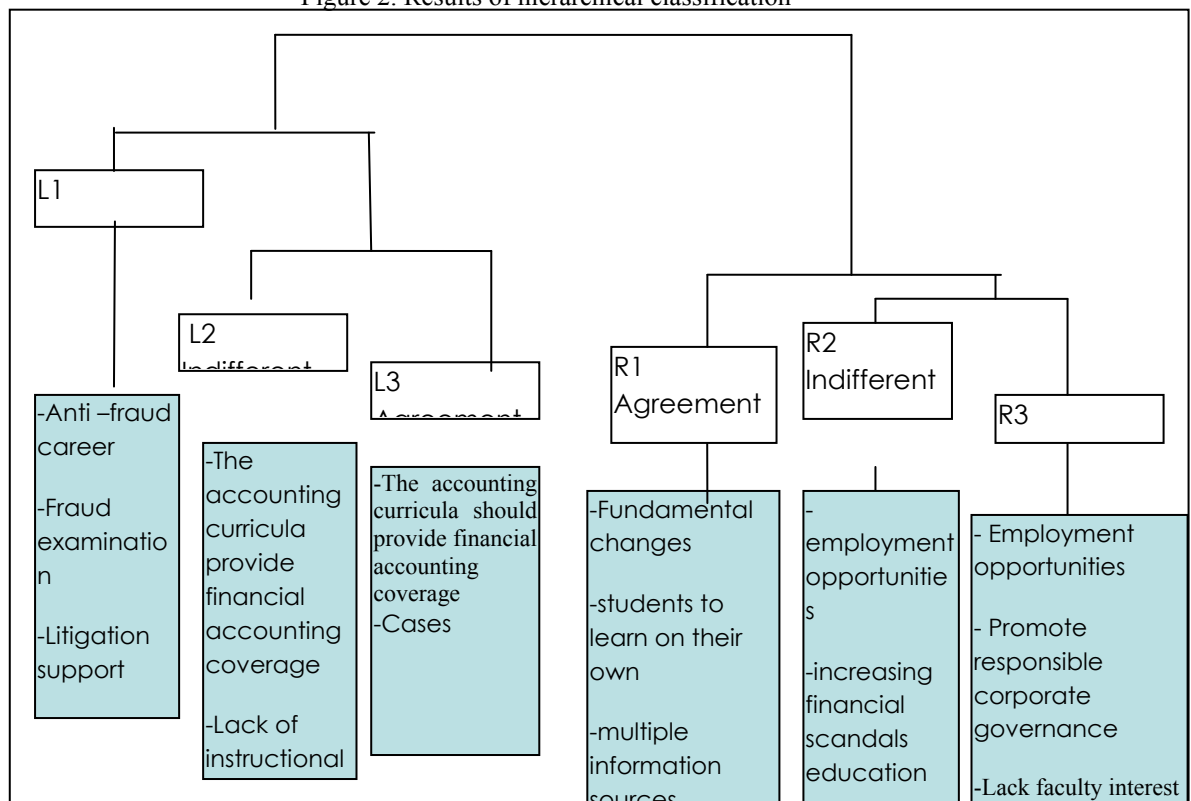 Figure 2: Results of hierarchical classification
L1
L2
Indifferent
L3
Agreement
R1
Agreement
R2
Indifferent
R3
-Anti –fraud
career
-Fraud
examinatio
n
-Litigation
support
-The
accounting
curricula
provide
financial
accounting
coverage
-Lack of
instructional
-The accounting
curricula should
provide financial
accounting
coverage
-Cases
-Fundamental
changes
-students to
learn on their
own
-multiple
information
sources
-
employment
opportunitie
s
-increasing
financial
scandals
education
- Employment
opportunities
- Promote
responsible
corporate
governance
-Lack faculty interest